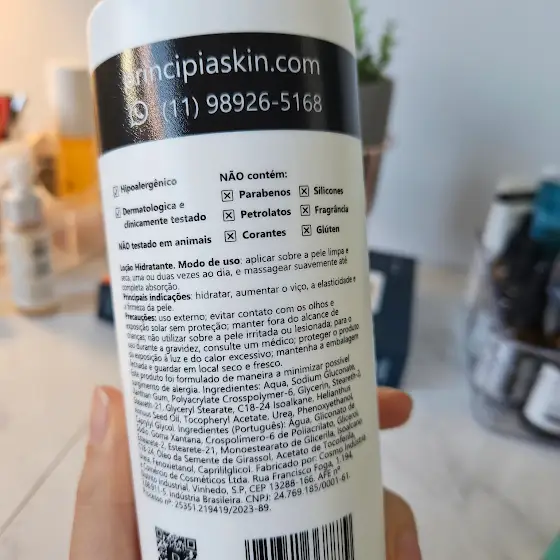 principiaskin.com
(11) 98926-5168
Hipoalergênico
Dermatologica e
clinicamente testado
NÃO testado em animais
NÃO contém:
Parabenos Silicones
Petrolatos Fragrância
Corantes Glúten
Loção Hidratante. Modo de uso: aplicar sobre a pele limpa e
seca, uma ou duas vezes ao dia, e massagear suavemente até
completa absorção.
Principais indicações: hidratar, aumentar o viço, a elasticidade e
a firmeza da pele.
Precauções: uso externo; evitar contato com os olhos e
exposição solar sem proteção; manter fora do alcance de
crianças; não utilizar sobre a pele irritada ou lesionada; para o
uso durante a gravidez, consulte um médico; proteger o produto
da exposição à luz e do calor excessivo; mantenha a embalagem
fechada e guardar em local seco e fresco.
Este produto foi formulado de maneira a minimizar possível
surgimento de alergia. Ingredientes: Aqua, Sodium Gluconate,
Xanthan Gum, Polyacrylate Crosspolymer-6, Glycerin, Steareth-2,
Steareth-21, Glyceryl Stearate, C18-24 Isoalkane, Helianthus
Annuus Seed Oil, Tocopheryl Acetate, Urea, Phenoxyethanol,
Caprylyl Glycol. Ingredientes (Português): Água, Gliconato de
Sódio, Goma Xantana, Crospolímero-6 de Poliacrilato, Glicerol,
Estearete-2, Estearete-21, Monoestearato de Glicerila, Isoalcano
C18-24, Óleo da Semente de Girassol, Acetato de Tocoferila,
Ureia, Fenoxietanol, Caprililglicol. Fabricado por: Cosmo Indústria
e Comércio de Cosméticos Ltda. Rua Francisco Foga, 1.194,
Distrito Industrial, Vinhedo, S.P, CEP 13288-166. AFE nº
Indústria Brasileira. CNPJ: 24.769.185/0001-61.
Processo nº 25351.219419/2023-89.